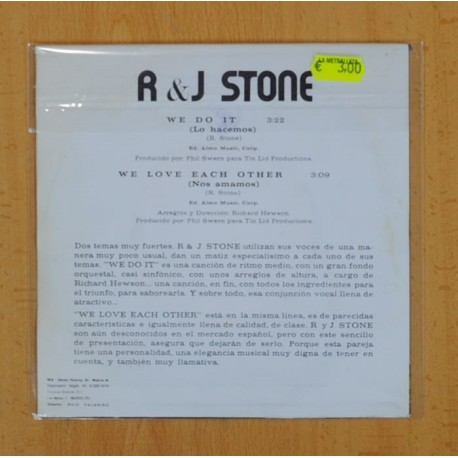 LA METRALLETA
€ 3,00
R & J STONE
WE DO IT 3:22
(Lo hacemos)
(R. Stone)
Ed. Almo Music, Corp.
Producido por: Phil Swern para Tin Lid Productions.
WE LOVE EACH OTHER 3:09
(Nos amamos)
(R. Stone)
Ed. Almo Music, Corp.
Arreglos y Dirección: Richard Hewson.
Producido por: Phil Swern para Tin Lid Productions.
Dos temas muy fuertes. R & J STONE utilizan sus voces de una ma-
nera muy poco usual, dan un matiz especialísimo a cada uno de sus
temas. "WE DO IT" es una canción de ritmo medio, con un gran fondo
orquestal, casi sinfónico, con unos arreglos de altura, a cargo de
Richard Hewson... una canción, en fin, con todos los ingredientes para
el triunfo, para saborearla. Y sobre todo, esa conjunción vocal llena de
atractivo...
"WE LOVE EACH OTHER" está en la misma línea, es de parecidas
características e igualmente llena de calidad, de clase. R y J STONE
son aún desconocidos en el mercado español, pero con este sencillo
de presentación, asegura que dejarán de serlo. Porque esta pareja
tiene una personalidad, una elegancia musical muy digna de tener en
cuenta, y también muy llamativa.